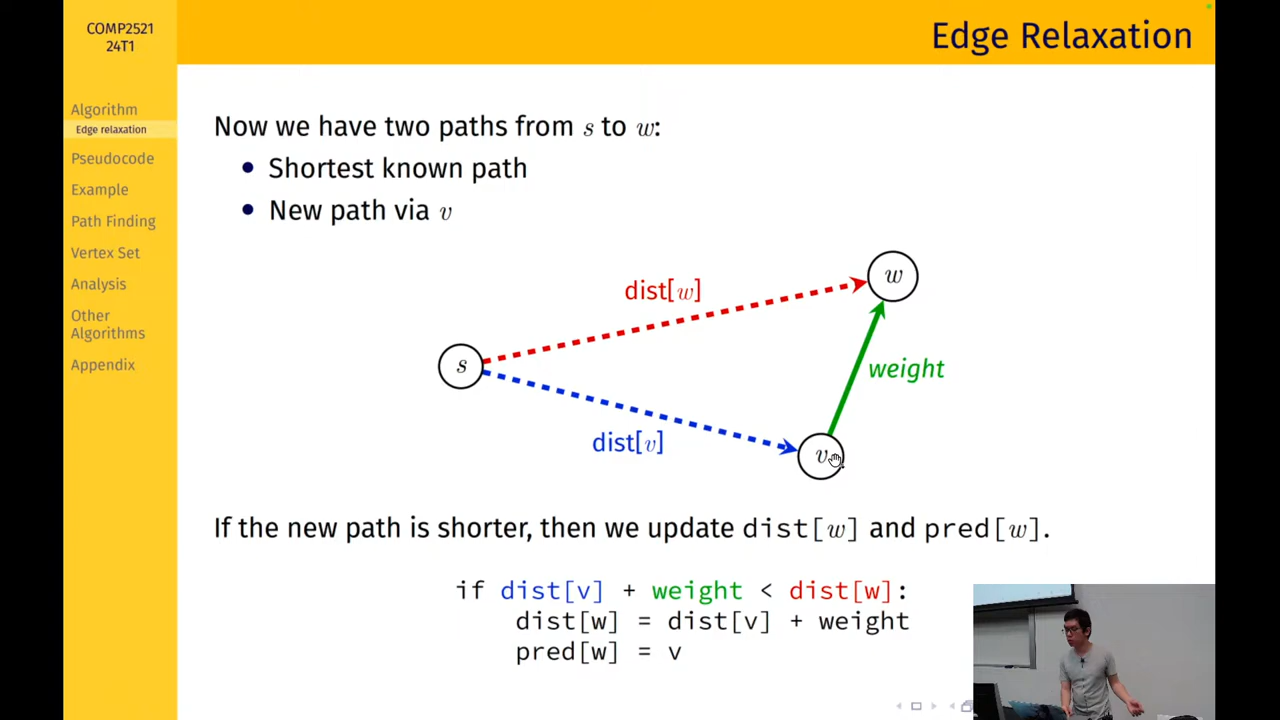 COMP2521
24T1
Edge Relaxation
Algorithm
Edge relaxation
Pseudocode
Example
Path Finding
Vertex Set
Analysis
Other
Algorithms
Appendix
Now we have two paths from s to w:
• Shortest known path
• New path via v
dist[w]
w
s
weight
dist[v]
v
If the new path is shorter, then we update dist[w] and pred[w].
if dist[v] + weight < dist[w]:
dist[w] = dist[v] + weight
pred[w] = v